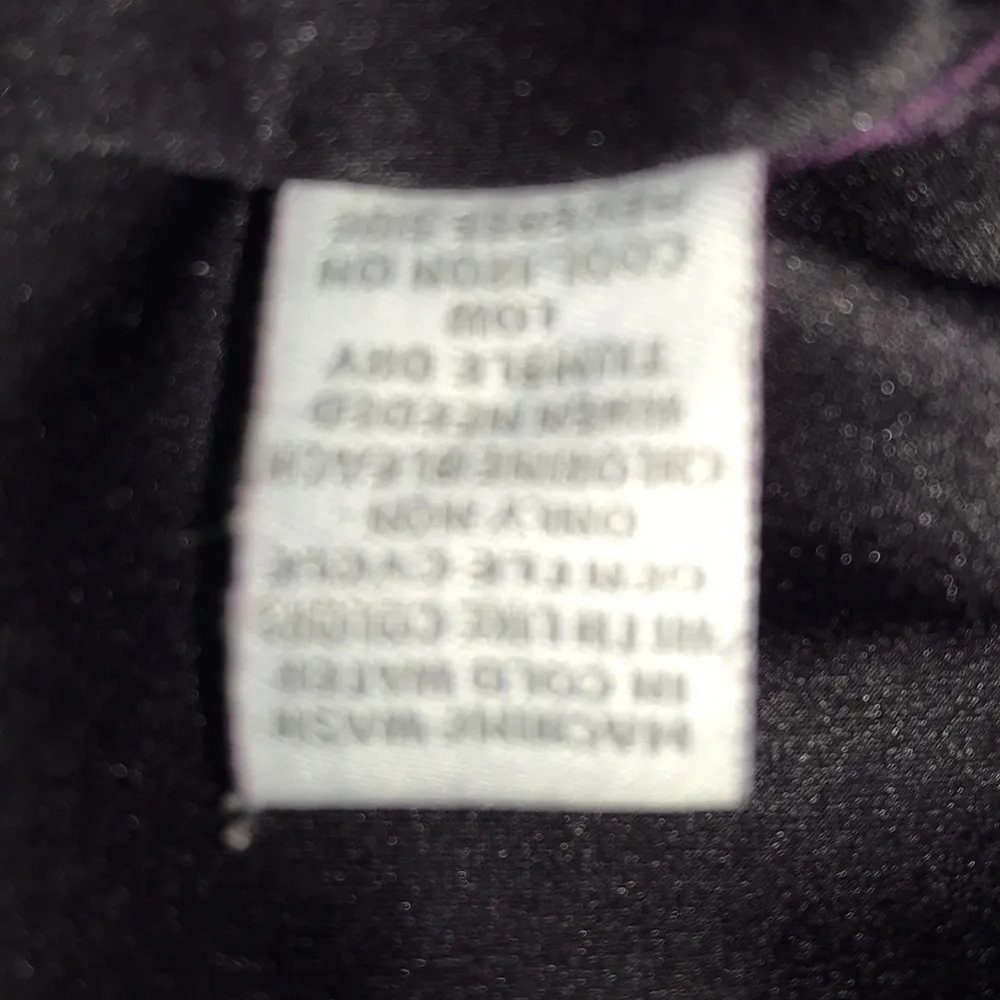 MACHINE WASH
IN COLD WATER
WITH LIKE COLORS
GENTLE CYCLE
ONLY NON
CHLORINE BLEACH
WHEN NEEDED
TUMBLE DRY
LOW
COOL IRON ON
REVERSE SIDE